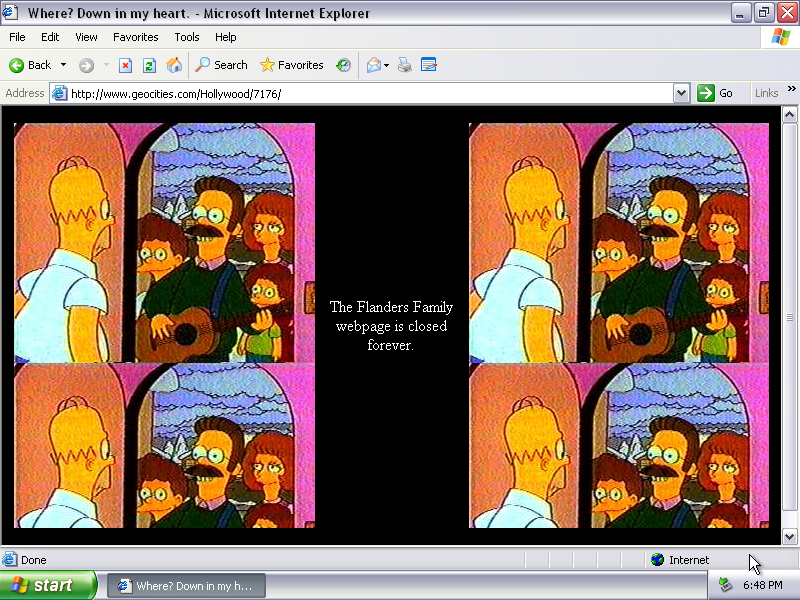 Where? Down in my heart. - Microsoft Internet Explorer
File Edit View Favorites Tools Help
Back Search Favorites
Address http://www.geocities.com/Hollywood/7176/ Go Links »
The Flanders Family
webpage is closed
forever.
Done Internet
start Where? Down in my h... 6:48 PM